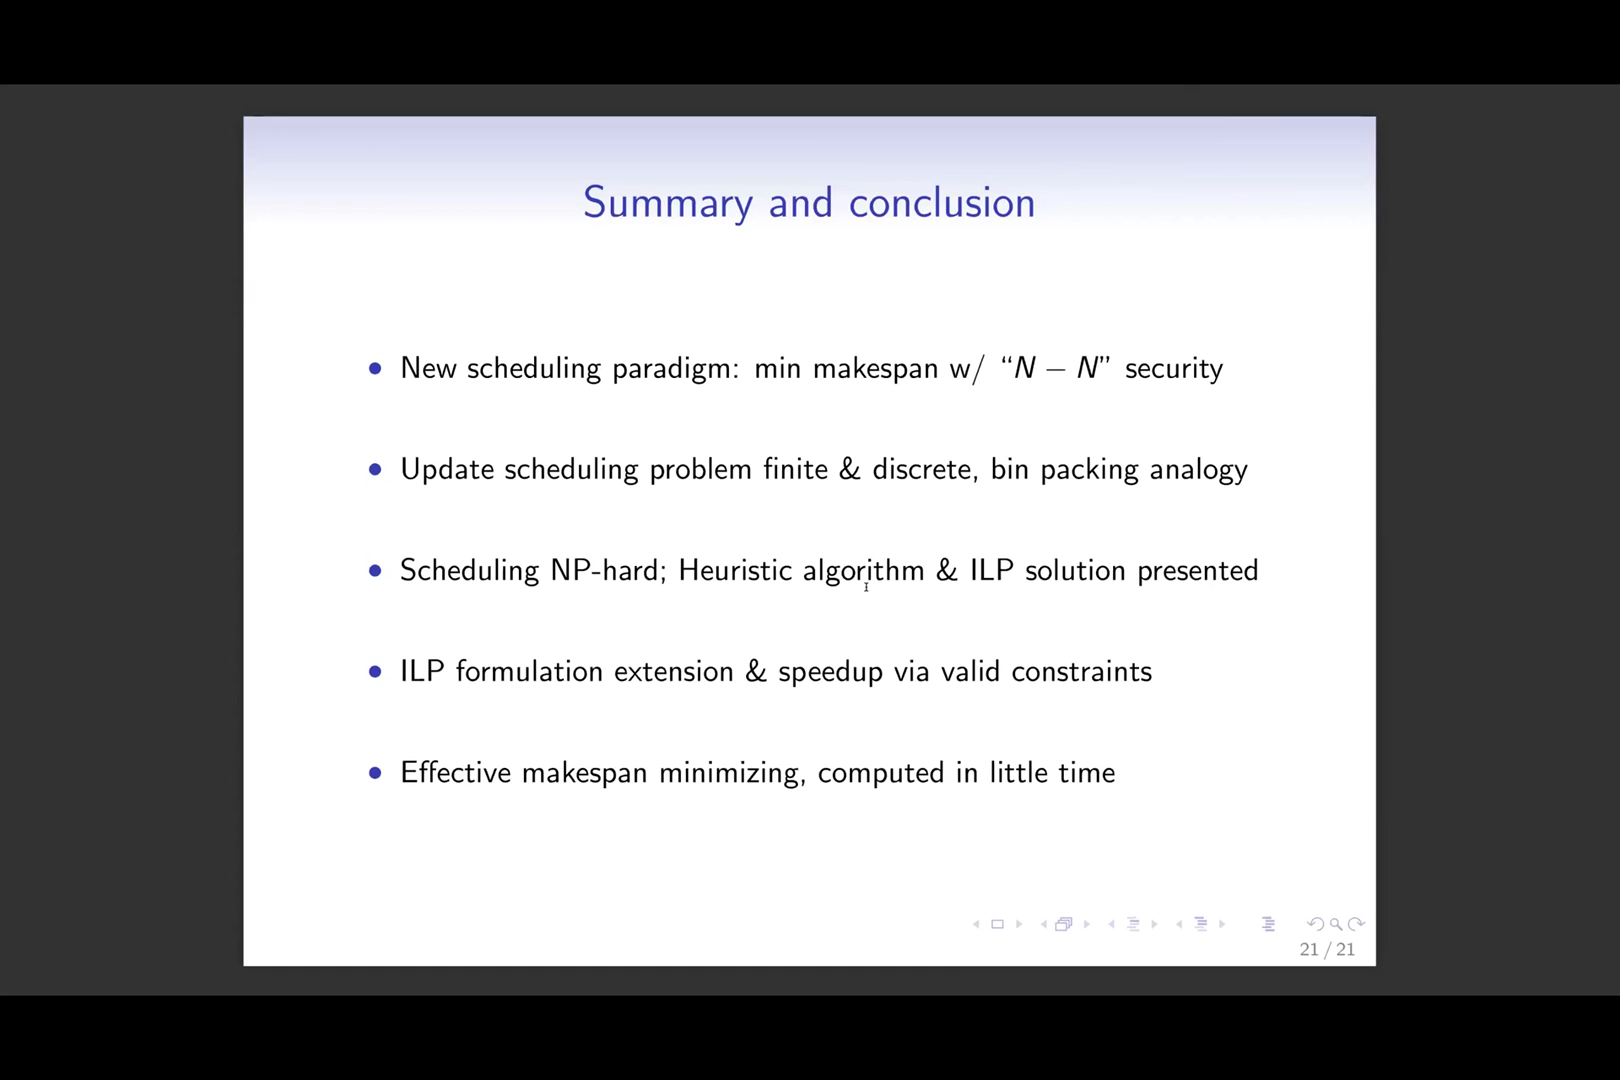 Summary and conclusion
• New scheduling paradigm: min makespan w/ “N − N” security
• Update scheduling problem finite & discrete, bin packing analogy
• Scheduling NP-hard; Heuristic algorithm & ILP solution presented
• ILP formulation extension & speedup via valid constraints
• Effective makespan minimizing, computed in little time
21 / 21